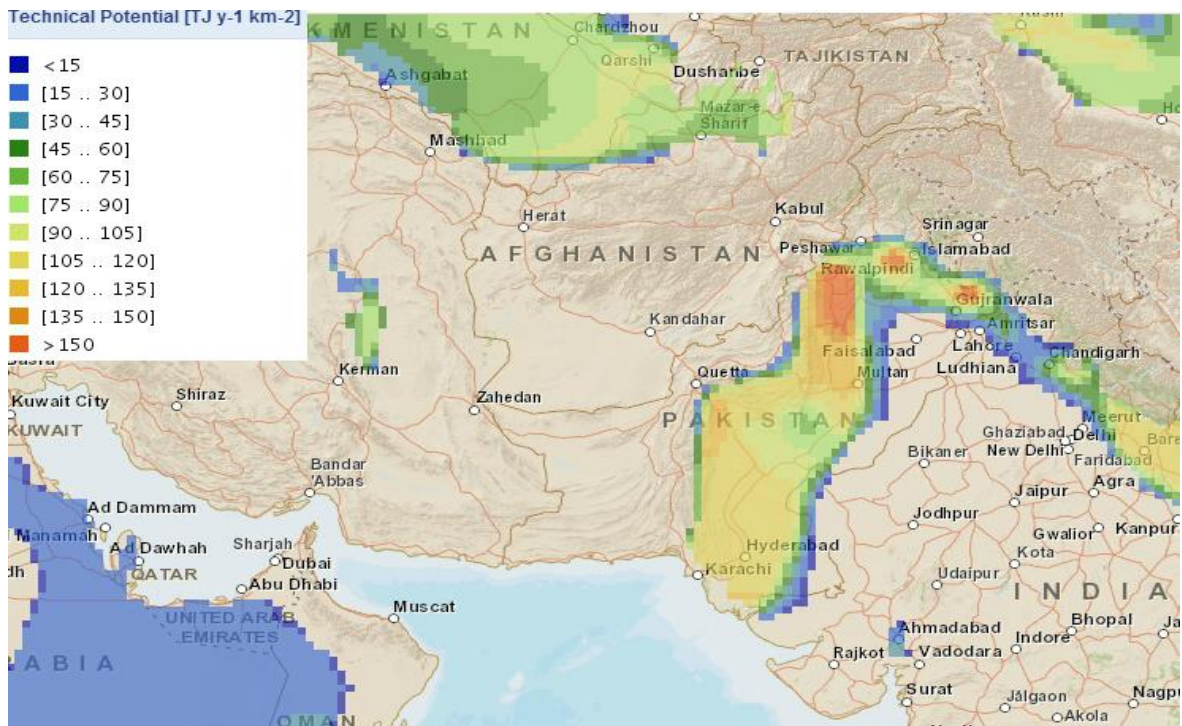 Technical Potential [TJ y-1 km-2]
<15
[15 .. 30]
[30 .. 45]
[45 .. 60]
[60 .. 75]
[75 .. 90]
[90 .. 105]
[105 .. 120]
[120 .. 135]
[135 .. 150]
>150
KMENISTAN
Chardzhou
Qarshi
Dushanbe
TAJIKISTAN
Ashgabat
Mazar-e
Sharif
Mashhad
Herat
Kabul
Srinagar
Peshawar
Islamabad
AFGHANISTAN
Rawalpindi
Gujranwala
Kandahar
Amritsar
Faisalabad
Lahore
Chandigarh
Ludhiana
Kerman
Quetta
Multan
Shiraz
Zahedan
Kuwait City
KUWAIT
PAKISTAN
Meerut
Ghaziabad
Delhi
New Delhi
Faridabad
Bare
Bikaner
Bandar
'Abbas
Agra
Jaipur
Ad Dammam
Jodhpur
Gwalior
Kanpur
Manamah
Ad Dawhah
Sharjah
Dubai
Hyderabad
Kota
QATAR
Abu Dhabi
Karachi
Udaipur
INDIA
Muscat
UNITED ARAB
EMIRATES
Ahmadabad
Bhopal
Indore
ARABIA
Rajkot
Vadodara
Surat
Jalgaon
Nagpu
Akola
OMAN